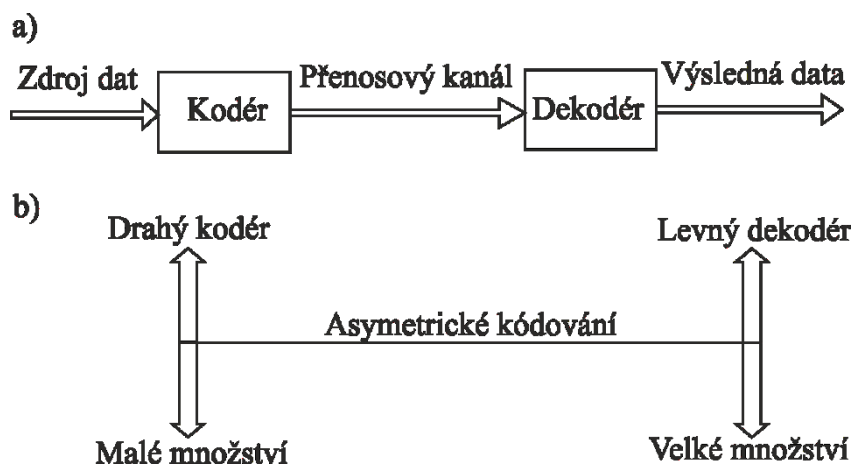 a)
Zdroj dat
Kodér
Přenosový kanál
Dekodér
Výsledná data
b)
Drahý kodér
Levný dekodér
Asymetrické kódování
Malé množství
Velké množství